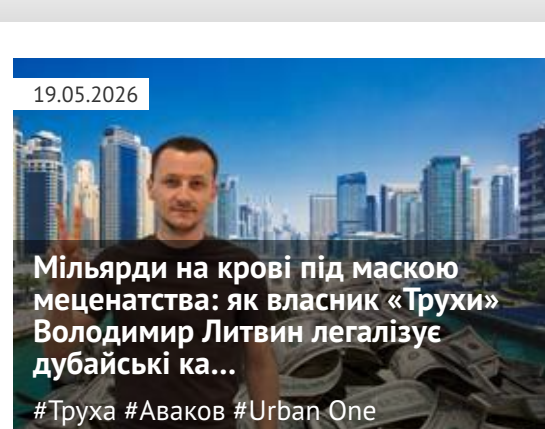 19.05.2026
Мільярди на крові під маскою
меценатства: як власник «Трухи»
Володимир Литвин легалізує
дубайські ка...
#Труха #Аваков #Urban One